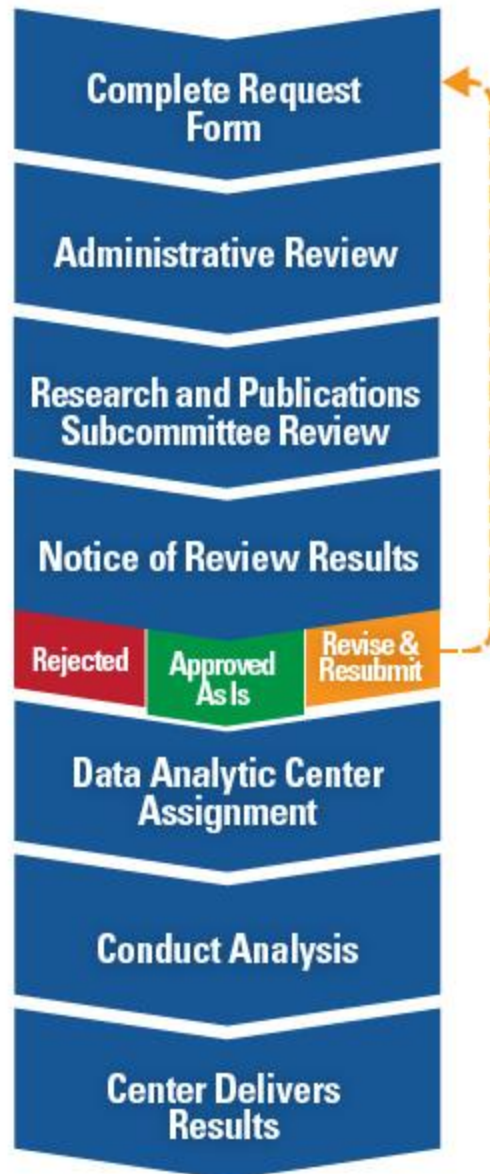 Complete Request
Form
Administrative Review
Research and Publications
Subcommittee Review
Notice of Review Results
Rejected
Approved
As Is
Revise &
Resubmit
Data Analytic Center
Assignment
Conduct Analysis
Center Delivers
Results